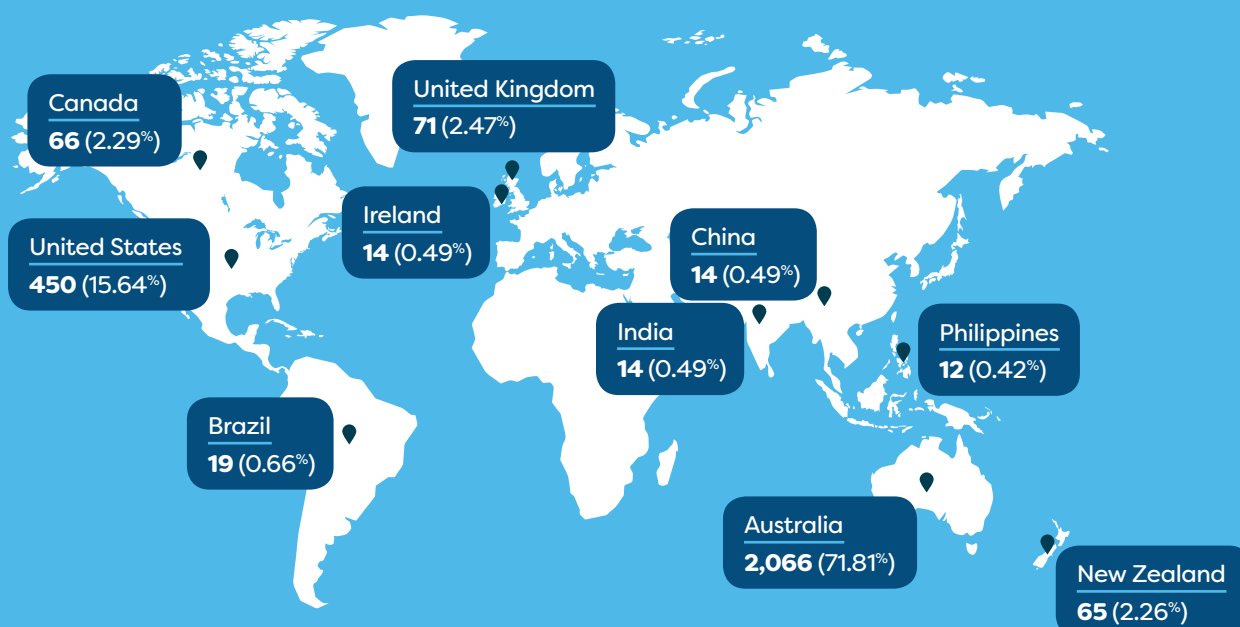 Canada
66 (2.29%)
United Kingdom
71 (2.47%)
Ireland
14 (0.49%)
United States
450 (15.64%)
China
14 (0.49%)
India
14 (0.49%)
Philippines
12 (0.42%)
Brazil
19 (0.66%)
Australia
2,066 (71.81%)
New Zealand
65 (2.26%)